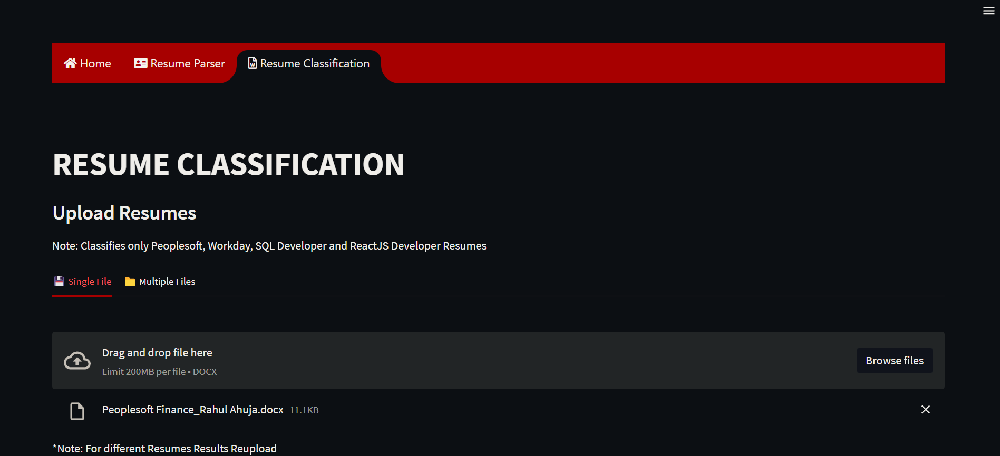 Home Resume Parser Resume Classification
RESUME CLASSIFICATION
Upload Resumes
Note: Classifies only Peoplesoft, Workday, SQL Developer and ReactJS Developer Resumes
Single File Multiple Files
Drag and drop file here
Limit 200MB per file • DOCX
Browse files
Peoplesoft Finance_Rahul Ahuja.docx 11.1KB
*Note: For different Resumes Results Reupload